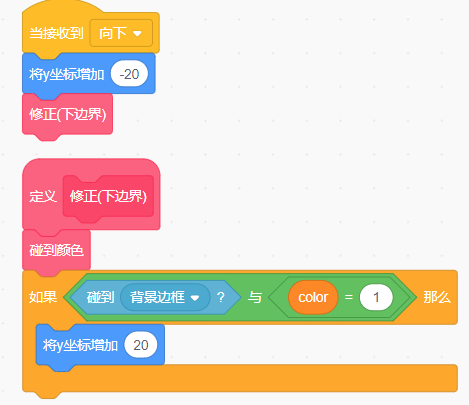 当接收到 向下
将y坐标增加 -20
修正(下边界)
定义 修正(下边界)
碰到颜色
如果 碰到 背景边框 ? 与 color = 1 那么
将y坐标增加 20